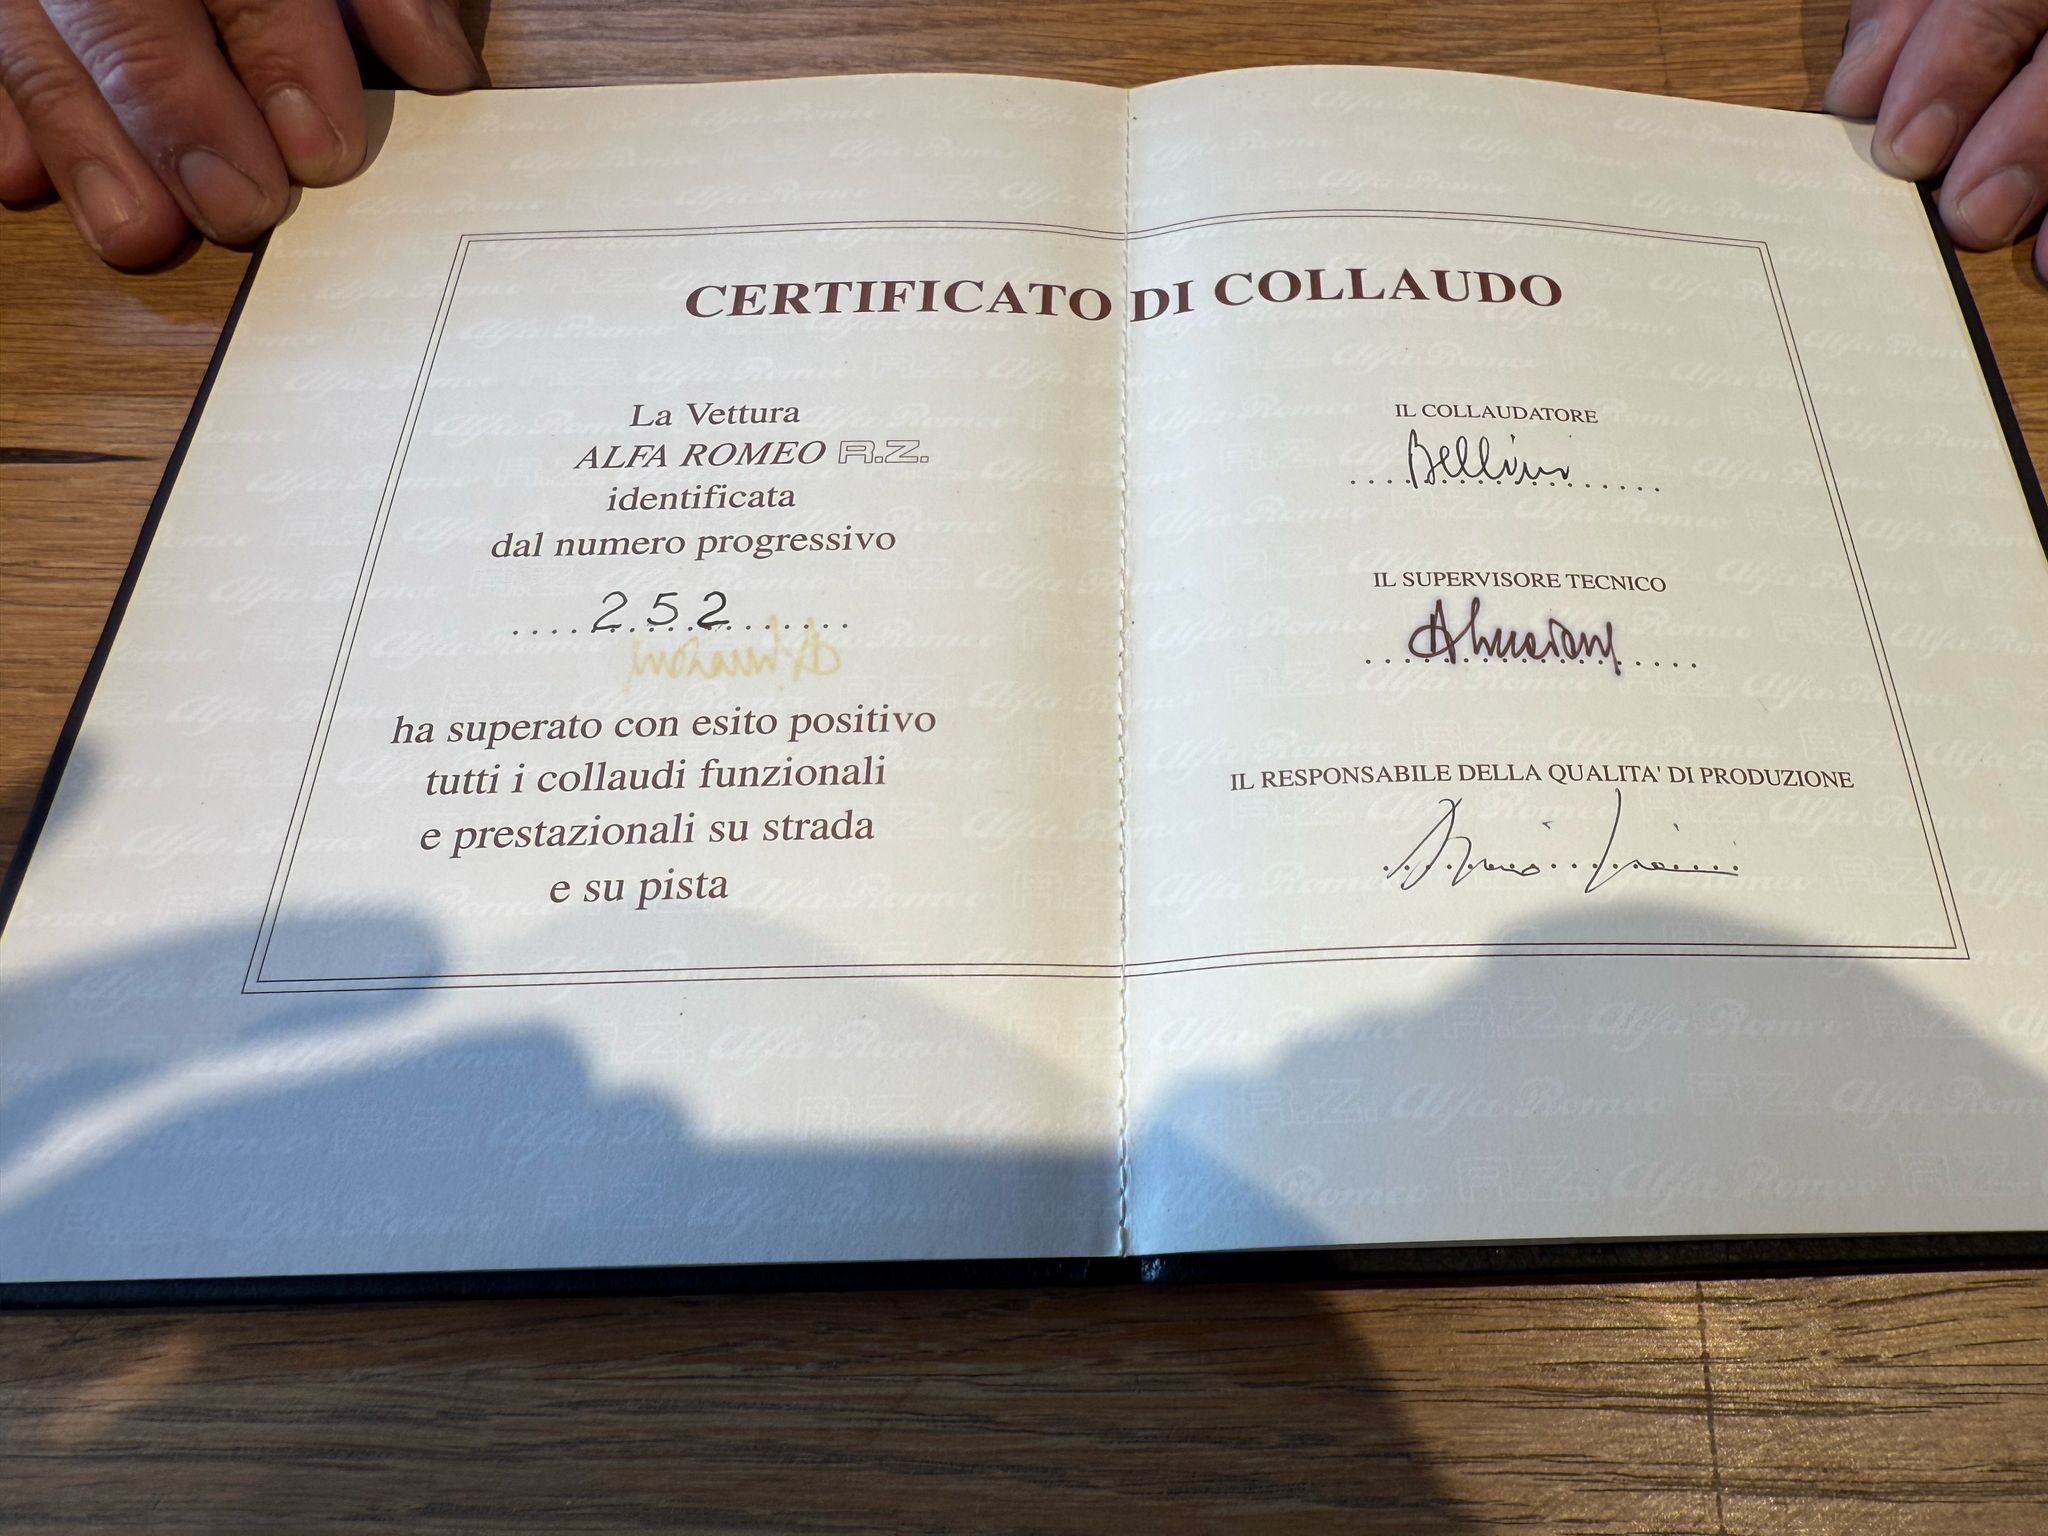 CERTIFICATO DI COLLAUDO
La Vettura
ALFA ROMEO R.Z.
identificata
dal numero progressivo
252
ha superato con esito positivo
tutti i collaudi funzionali
e prestazionali su strada
e su pista
IL COLLAUDATORE
Bellini
IL SUPERVISORE TECNICO
IL RESPONSABILE DELLA QUALITA' DI PRODUZIONE